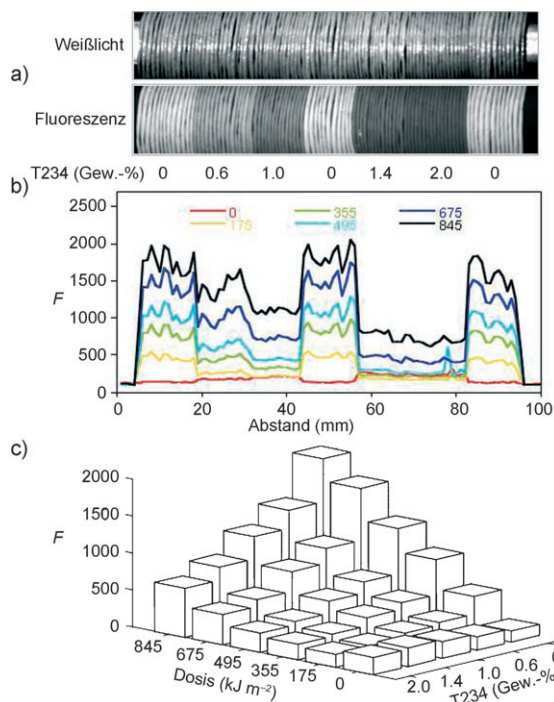 Weißlicht
a)
Fluoreszenz
T234 (Gew.-%) 0 0.6 1.0 0 1.4 2.0 0
b)
0 355 675
175 495 845
2500
2000
1500
F
1000
500
0
0 20 40 60 80 100
Abstand (mm)
c)
2000
1500
F
1000
500
0
845 675 495 355 175 0
Dosis (kJ m⁻²)
2.0 1.4 1.0 0.6 0
T234 (Gew.-%